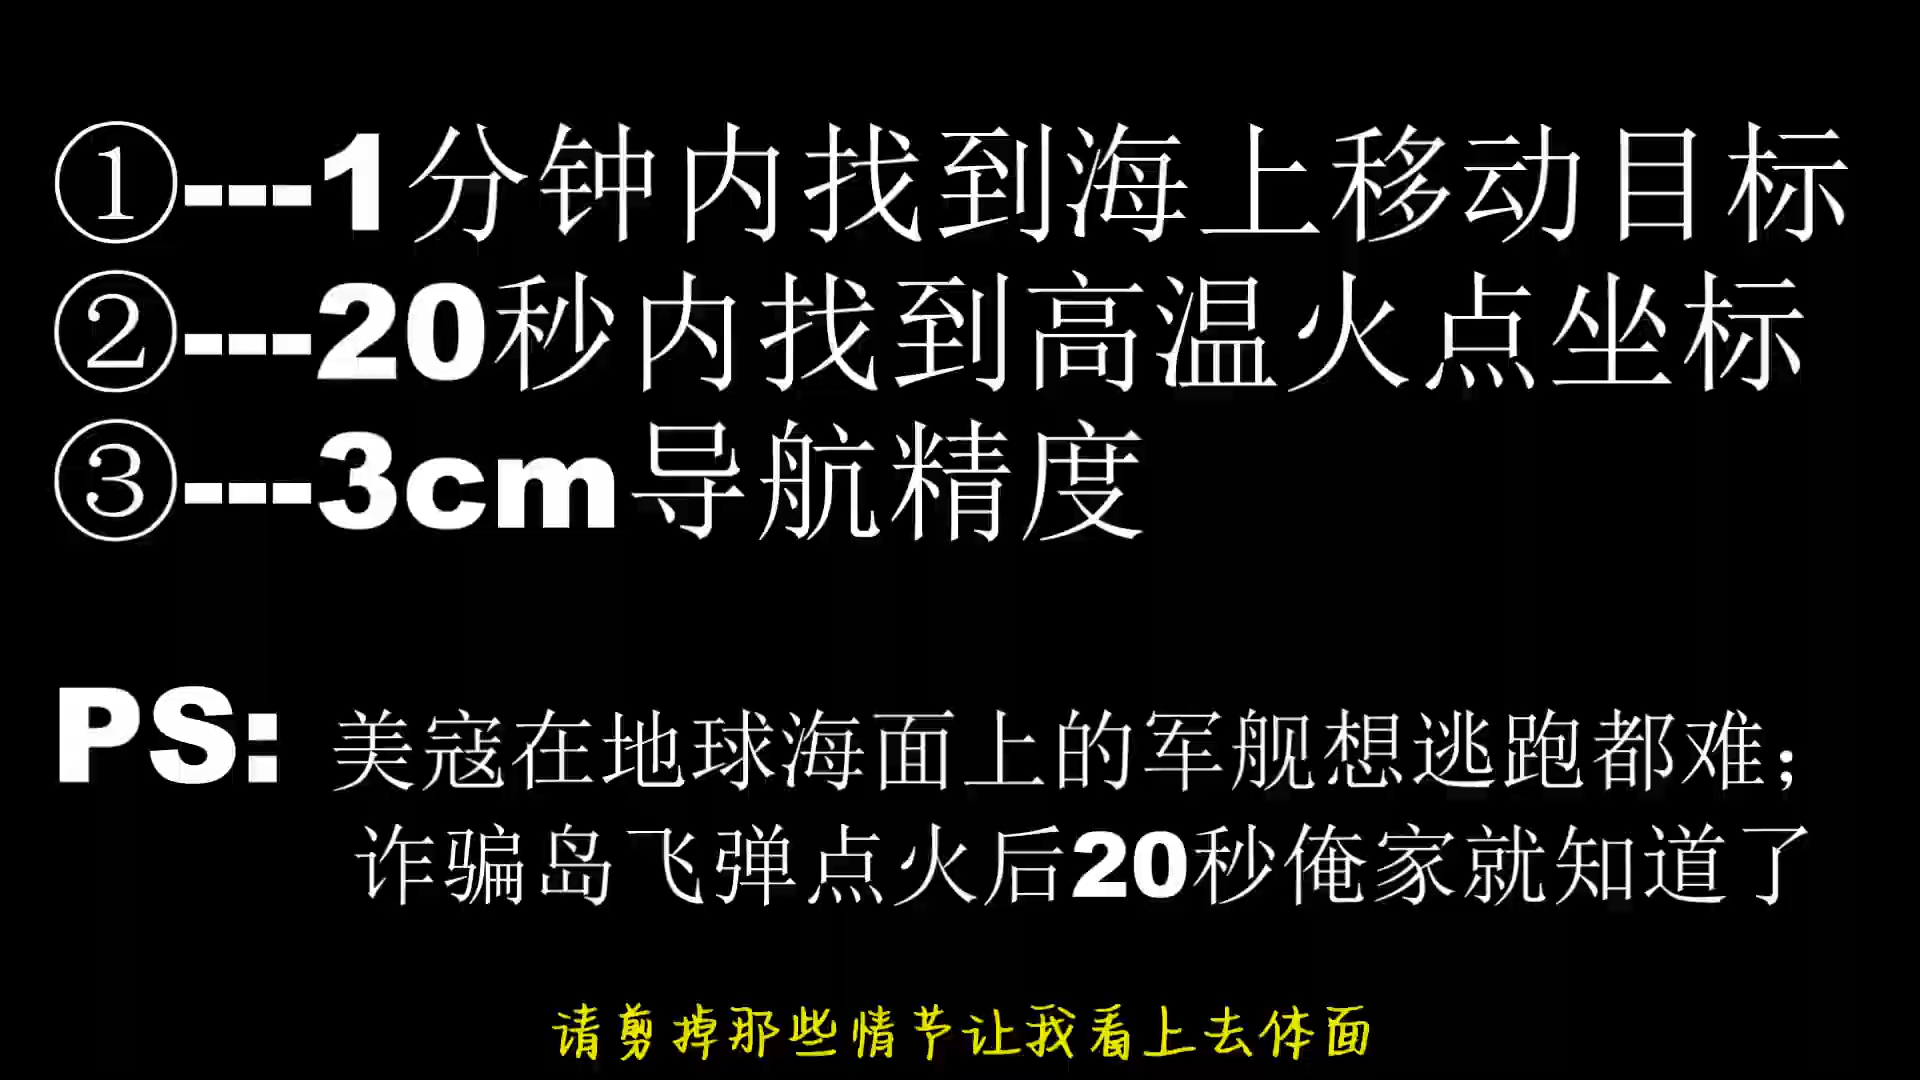 ①---1分钟内找到海上移动目标
②---20秒内找到高温火点坐标
③---3cm导航精度
PS: 美寇在地球海面上的军舰想逃跑都难；
诈骗岛飞弹点火后20秒俺家就知道了
请剪掉那些情节让我看上去体面